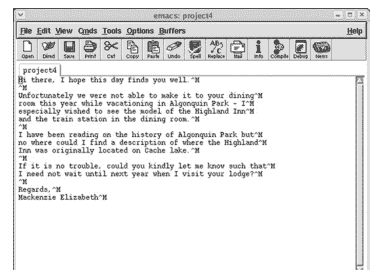 emacs: project4
File Edit View Cmds Tools Options Buffers Help
Open Dired Save Print Cut Copy Paste Undo Spell Replace Mail Info Compile Debug News
project4
Hi there, I hope this day finds you well.^M
^M
Unfortunately we were not able to make it to your dining^M
room this year while vacationing in Algonquin Park - I^M
especially wished to see the model of the Highland Inn^M
and the train station in the dining room.^M
^M
I have been reading on the history of Algonquin Park but^M
no where could I find a description of where the Highland^M
Inn was originally located on Cache lake.^M
^M
If it is no trouble, could you kindly let me know such that^M
I need not wait until next year when I visit your lodge?^M
^M
Regards,^M
Mackenzie Elizabeth^M